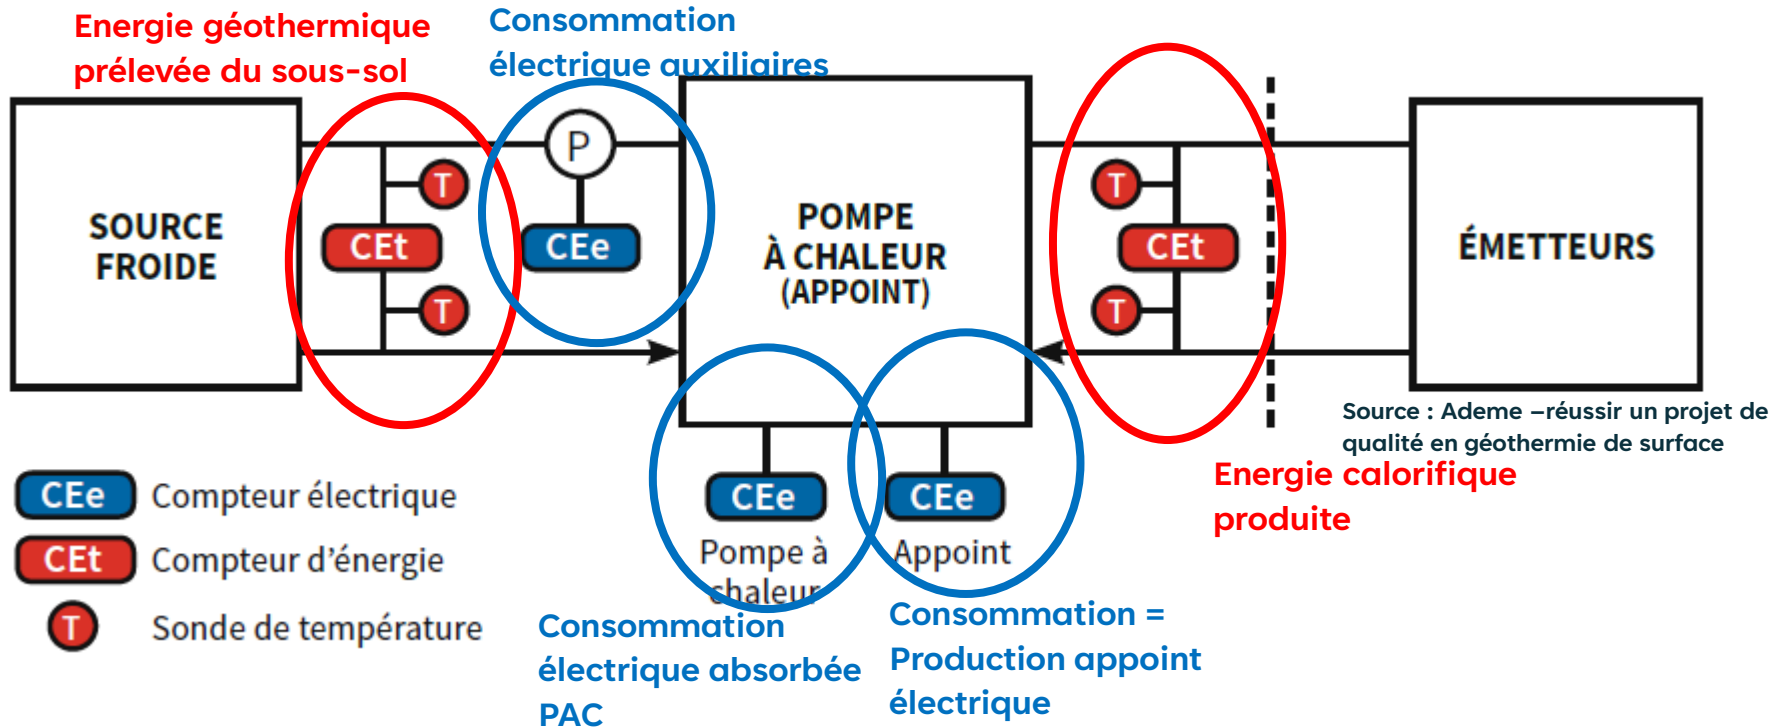 Energie géothermique
prélevée du sous-sol
Consommation
électrique auxiliaires
SOURCE
FROIDE
T
CEt
T
P
CEe
POMPE
À CHALEUR
(APPOINT)
T
CEt
T
ÉMETTEURS
Source : Ademe –réussir un projet de
qualité en géothermie de surface
Energie calorifique
produite
CEe Compteur électrique
CEt Compteur d'énergie
T Sonde de température
CEe
Pompe à
chaleur
CEe
Appoint
Consommation
électrique absorbée
PAC
Consommation =
Production appoint
électrique